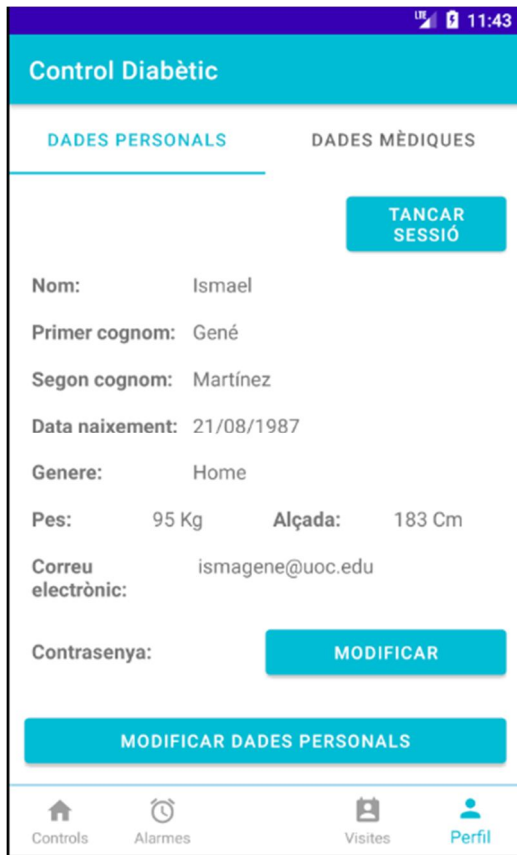 LTE 11:43
Control Diabètic
DADES PERSONALS DADES MÈDIQUES
TANCAR
SESSIÓ
Nom: Ismael
Primer cognom: Gené
Segon cognom: Martínez
Data naixement: 21/08/1987
Genere: Home
Pes: 95 Kg Alçada: 183 Cm
Correu
electrònic: ismagene@uoc.edu
Contrasenya: MODIFICAR
MODIFICAR DADES PERSONALS
Controls Alarmes Visites Perfil